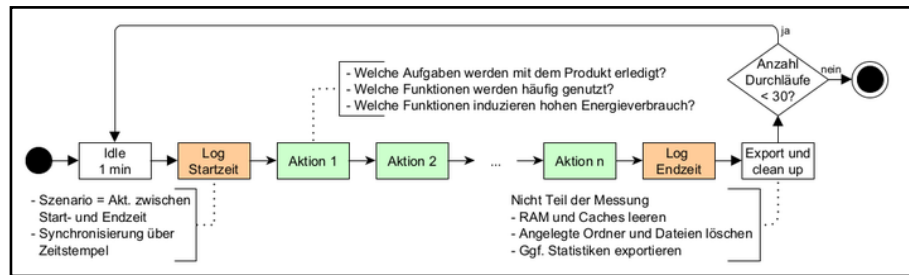 ja
- Welche Aufgaben werden mit dem Produkt erledigt?
- Welche Funktionen werden häufig genutzt?
- Welche Funktionen induzieren hohen Energieverbrauch?
Anzahl
Durchläufe
< 30?
nein
Idle
1 min
Log
Startzeit
Aktion 1
Aktion 2
...
Aktion n
Log
Endzeit
Export und
clean up
- Szenario = Akt. zwischen
Start- und Endzeit
- Synchronisierung über
Zeitstempel
Nicht Teil der Messung
- RAM und Caches leeren
- Angelegte Ordner und Dateien löschen
- Ggf. Statistiken exportieren